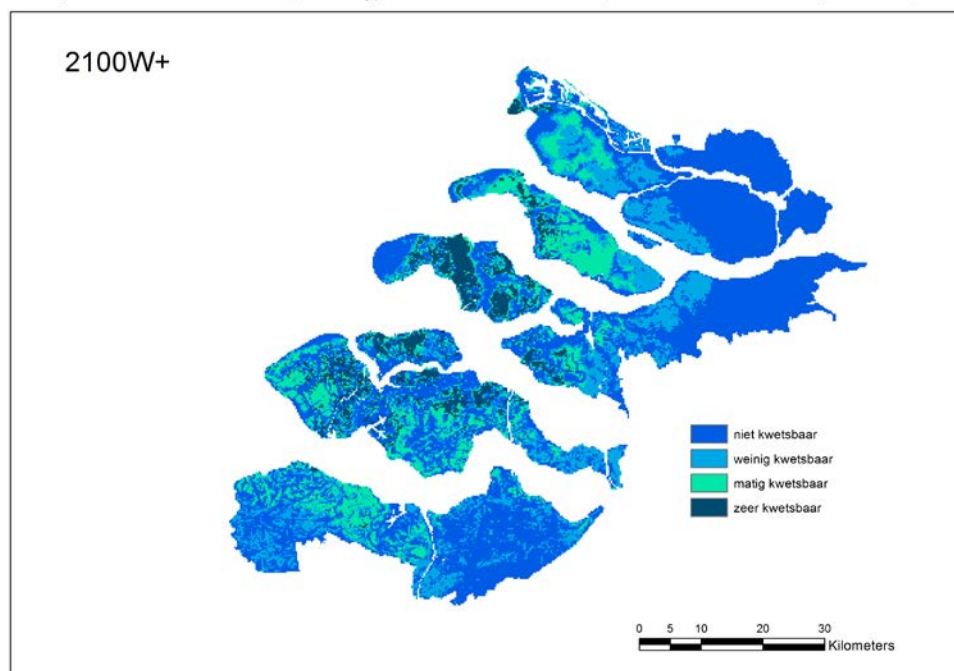 2100W+
niet kwetsbaar
weinig kwetsbaar
matig kwetsbaar
zeer kwetsbaar
0 5 10 20 30
Kilometers